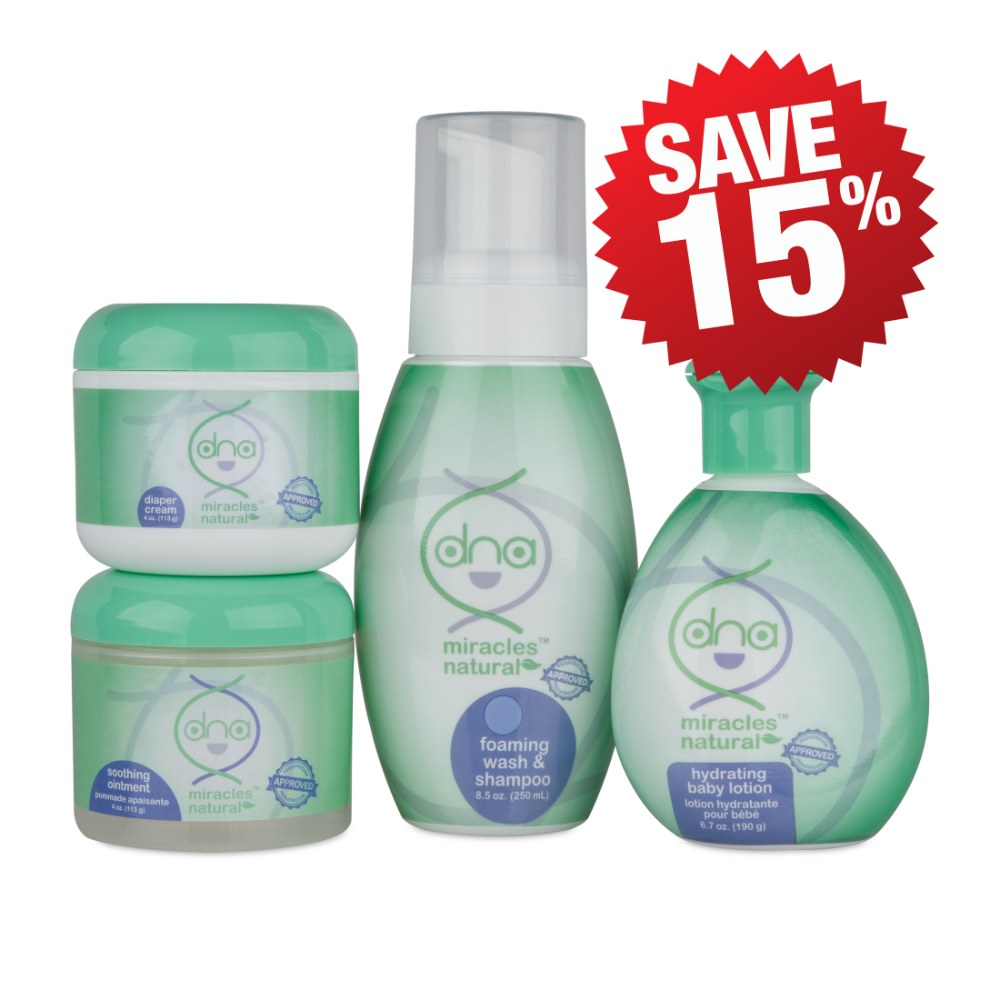 SAVE
15%
dna
miracles
natural
diaper
cream
4 oz. (113 g)
APPROVED
dna
miracles
natural
soothing
ointment
pommade apaisante
4 oz. (113 g)
APPROVED
dna
miracles™
natural
APPROVED
foaming
wash &
shampoo
8.5 oz. (250 mL)
dna
miracles™
natural
APPROVED
hydrating
baby lotion
lotion hydratante
pour bébé
6.7 oz. (190 g)